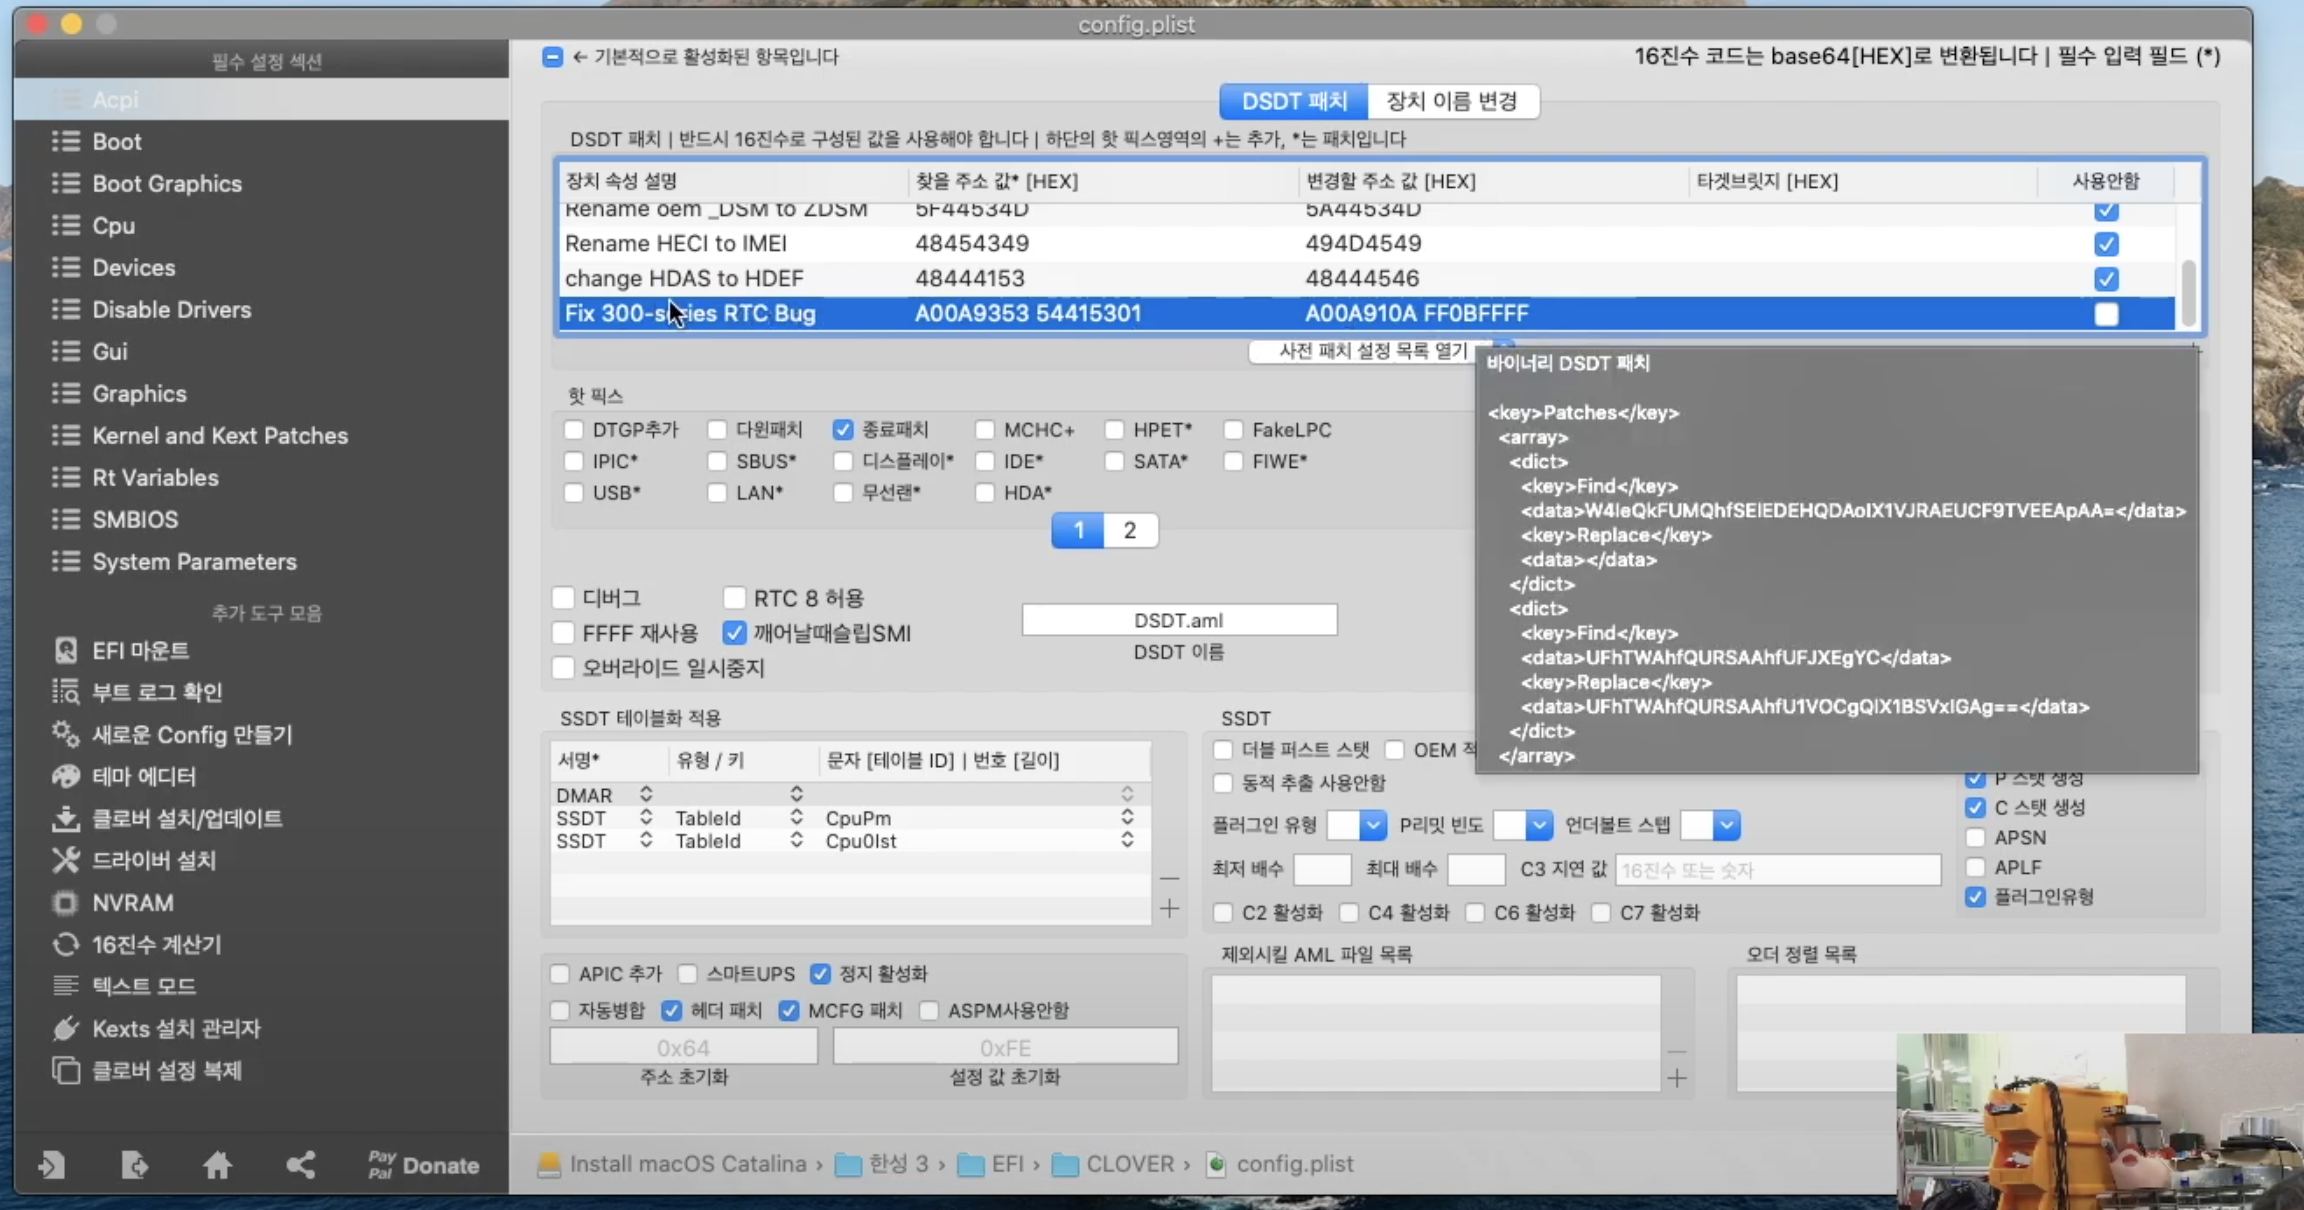 config.plist
필수 설정 섹션
Acpi
Boot
Boot Graphics
Cpu
Devices
Disable Drivers
Gui
Graphics
Kernel and Kext Patches
Rt Variables
SMBIOS
System Parameters
추가 도구 모음
EFI 마운트
부트 로그 확인
새로운 Config 만들기
테마 에디터
클로버 설치/업데이트
드라이버 설치
NVRAM
16진수 계산기
텍스트 모드
Kexts 설치 관리자
클로버 설정 복제
Pay Pal Donate
← 기본적으로 활성화된 항목입니다
16진수 코드는 base64[HEX]로 변환됩니다 | 필수 입력 필드 (*)
DSDT 패치 장치 이름 변경
DSDT 패치 | 반드시 16진수로 구성된 값을 사용해야 합니다 | 하단의 핫 픽스영역의 +는 추가, *는 패치입니다
장치 속성 설명 찾을 주소 값* [HEX] 변경할 주소 값 [HEX] 타겟브릿지 [HEX] 사용안함
Rename oem _DSM to ZDSM 5F44534D 5A44534D
Rename HECI to IMEI 48454349 494D4549
change HDAS to HDEF 48444153 48444546
Fix 300-series RTC Bug A00A9353 54415301 A00A910A FF0BFFFF
사전 패치 설정 목록 열기
바이너리 DSDT 패치
<key>Patches</key>
<array>
<dict>
<key>Find</key>
<data>W4IeQkFUMQhfSEIEDEHQDAoIX1VJRAEUCF9TVEEApAA=</data>
<key>Replace</key>
<data></data>
</dict>
<dict>
<key>Find</key>
<data>UFhTWAhfQURSAAhfUFJXEgYC</data>
<key>Replace</key>
<data>UFhTWAhfQURSAAhfU1VOCgQIX1BSVxIGAg==</data>
</dict>
</array>
핫 픽스
DTGP추가 다윈패치 종료패치 MCHC+ HPET* FakeLPC
IPIC* SBUS* 디스플레이* IDE* SATA* FIWE*
USB* LAN* 무선랜* HDA*
1 2
디버그 RTC 8 허용
FFFF 재사용 깨어날때슬립SMI
오버라이드 일시중지
DSDT.aml
DSDT 이름
SSDT 테이블화 적용
서명* 유형 / 키 문자 [테이블 ID] | 번호 [길이]
DMAR
SSDT TableId CpuPm
SSDT TableId Cpu0Ist
APIC 추가 스마트UPS 정지 활성화
자동병합 헤더 패치 MCFG 패치 ASPM사용안함
0x64 0xFE
주소 초기화 설정 값 초기화
SSDT
더블 퍼스트 스탯 OEM
동적 추출 사용안함
플러그인 유형 P리밋 빈도 언더볼트 스텝
최저 배수 최대 배수 C3 지연 값 16진수 또는 숫자
C2 활성화 C4 활성화 C6 활성화 C7 활성화
P 스탯 생성
C 스탯 생성
APSN
APLF
플러그인유형
제외시킬 AML 파일 목록 오더 정렬 목록
Install macOS Catalina › 한성 3 › EFI › CLOVER › config.plist